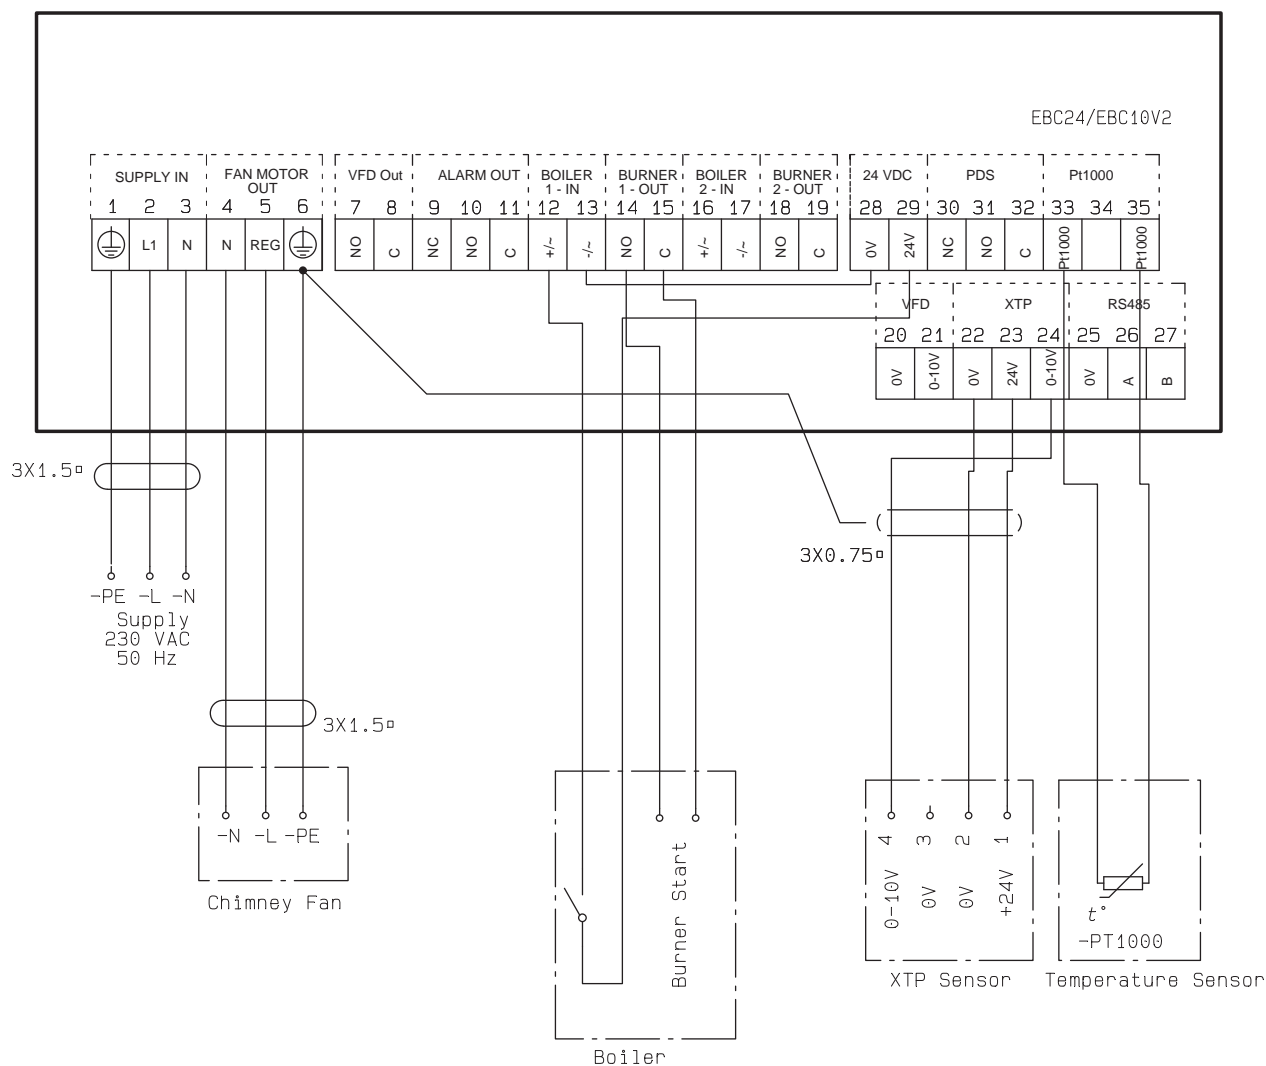 EBC24/EBC10V2
SUPPLY IN
FAN MOTOR
OUT
VFD Out
ALARM OUT
BOILER
1 - IN
BURNER
1 - OUT
BOILER
2 - IN
BURNER
2 - OUT
24 VDC
PDS
Pt1000
1 2 3 4 5 6 7 8 9 10 11 12 13 14 15 16 17 18 19 28 29 30 31 32 33 34 35
L1 N N REG NO C NC NO C +/~ -/~ NO C +/~ -/~ NO C 0V 24V NC NO C Pt1000 Pt1000
VFD XTP RS485
20 21 22 23 24 25 26 27
0V 0-10V 0V 24V 0-10V 0V A B
3X1.5
3X0.75
-PE -L -N
Supply
230 VAC
50 Hz
3X1.5
-N -L -PE
Chimney Fan
Burner Start
Boiler
4 3 2 1
0-10V 0V 0V +24V
XTP Sensor
t°
-PT1000
Temperature Sensor